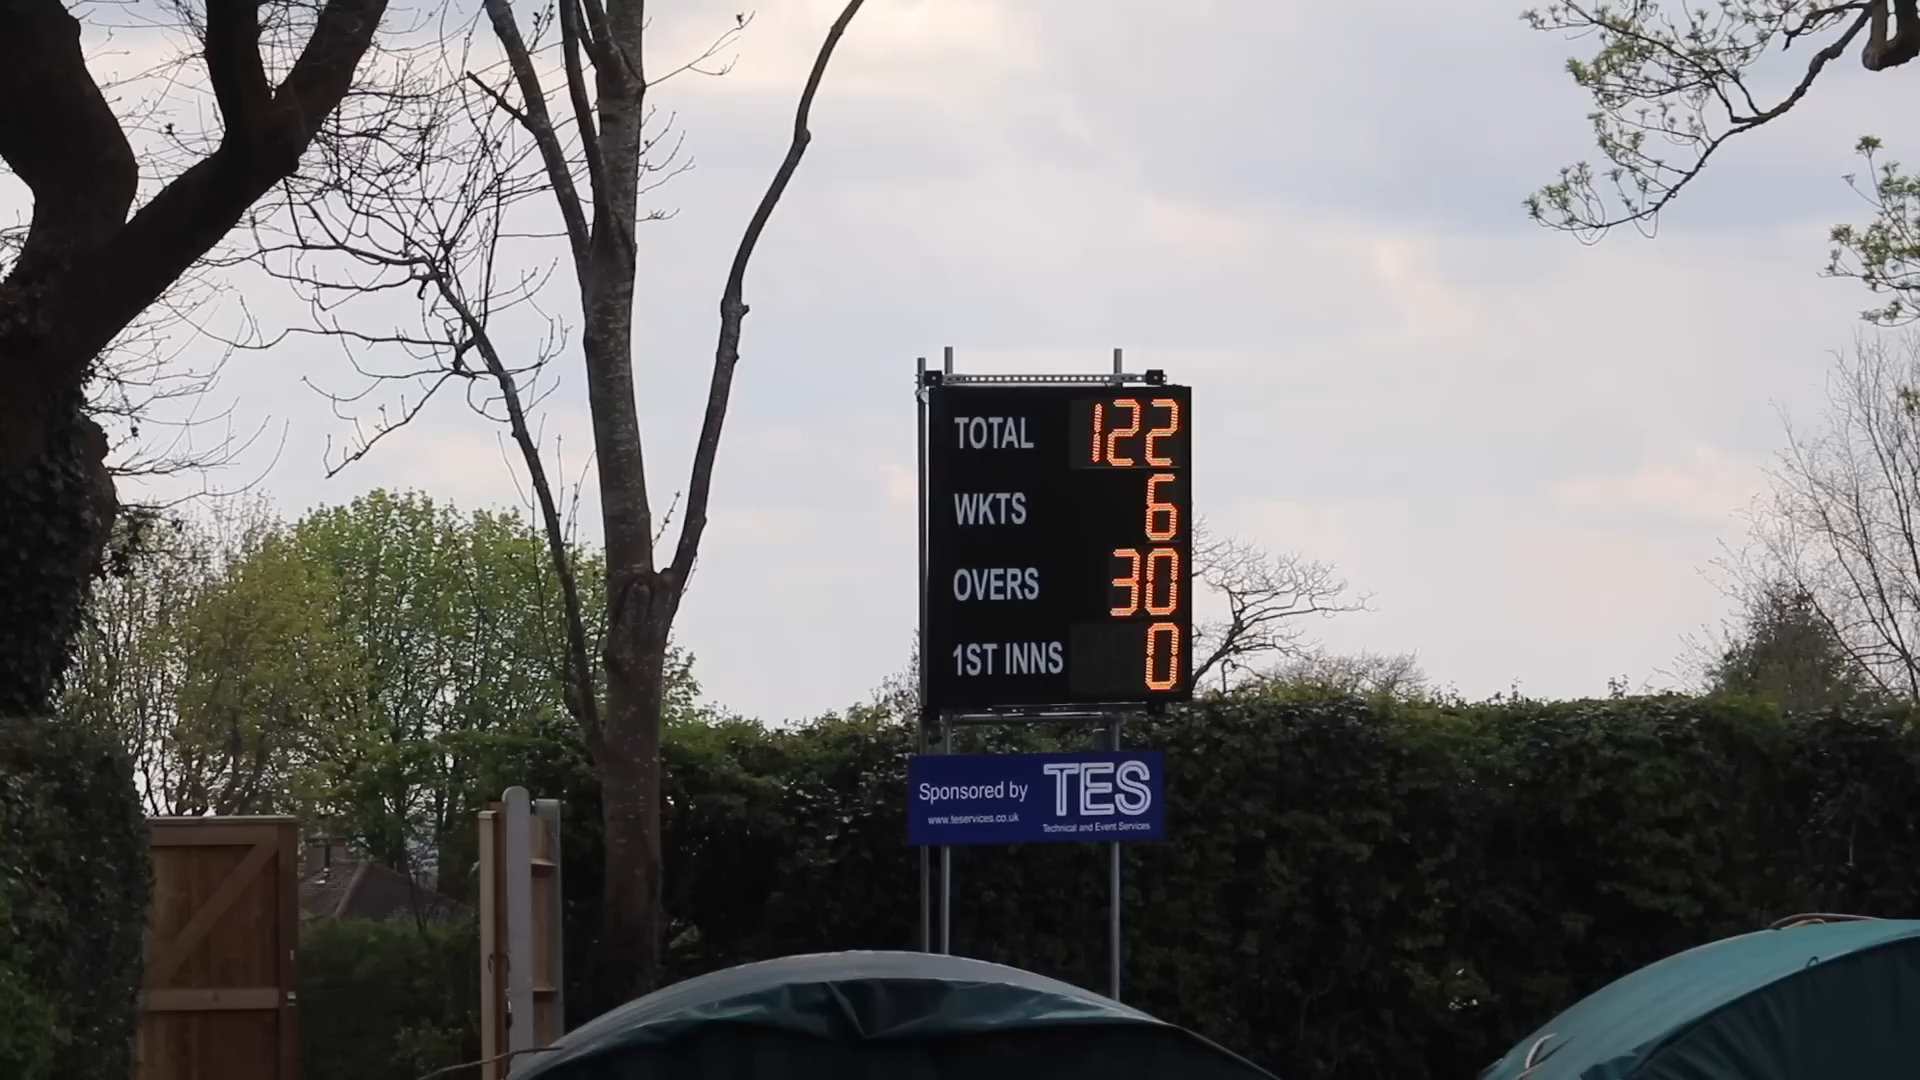 TOTAL 122
WKTS 6
OVERS 30
1ST INNS 0
Sponsored by TES
www.teservices.co.uk Technical and Event Services